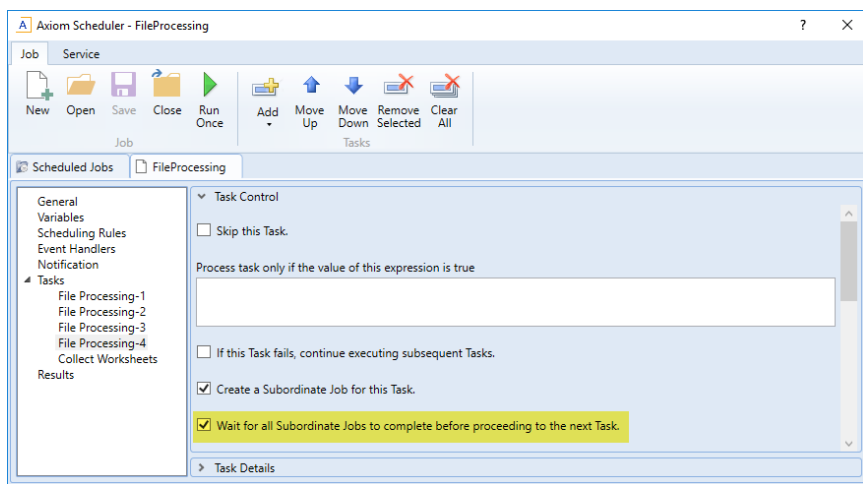 A Axiom Scheduler - FileProcessing
?
Job Service
New Open Save Close Run Once
Job
Add Move Up Move Down Remove Selected Clear All
Tasks
Scheduled Jobs FileProcessing
General
Variables
Scheduling Rules
Event Handlers
Notification
Tasks
File Processing-1
File Processing-2
File Processing-3
File Processing-4
Collect Worksheets
Results
Task Control
Skip this Task.
Process task only if the value of this expression is true
If this Task fails, continue executing subsequent Tasks.
Create a Subordinate Job for this Task.
Wait for all Subordinate Jobs to complete before proceeding to the next Task.
Task Details